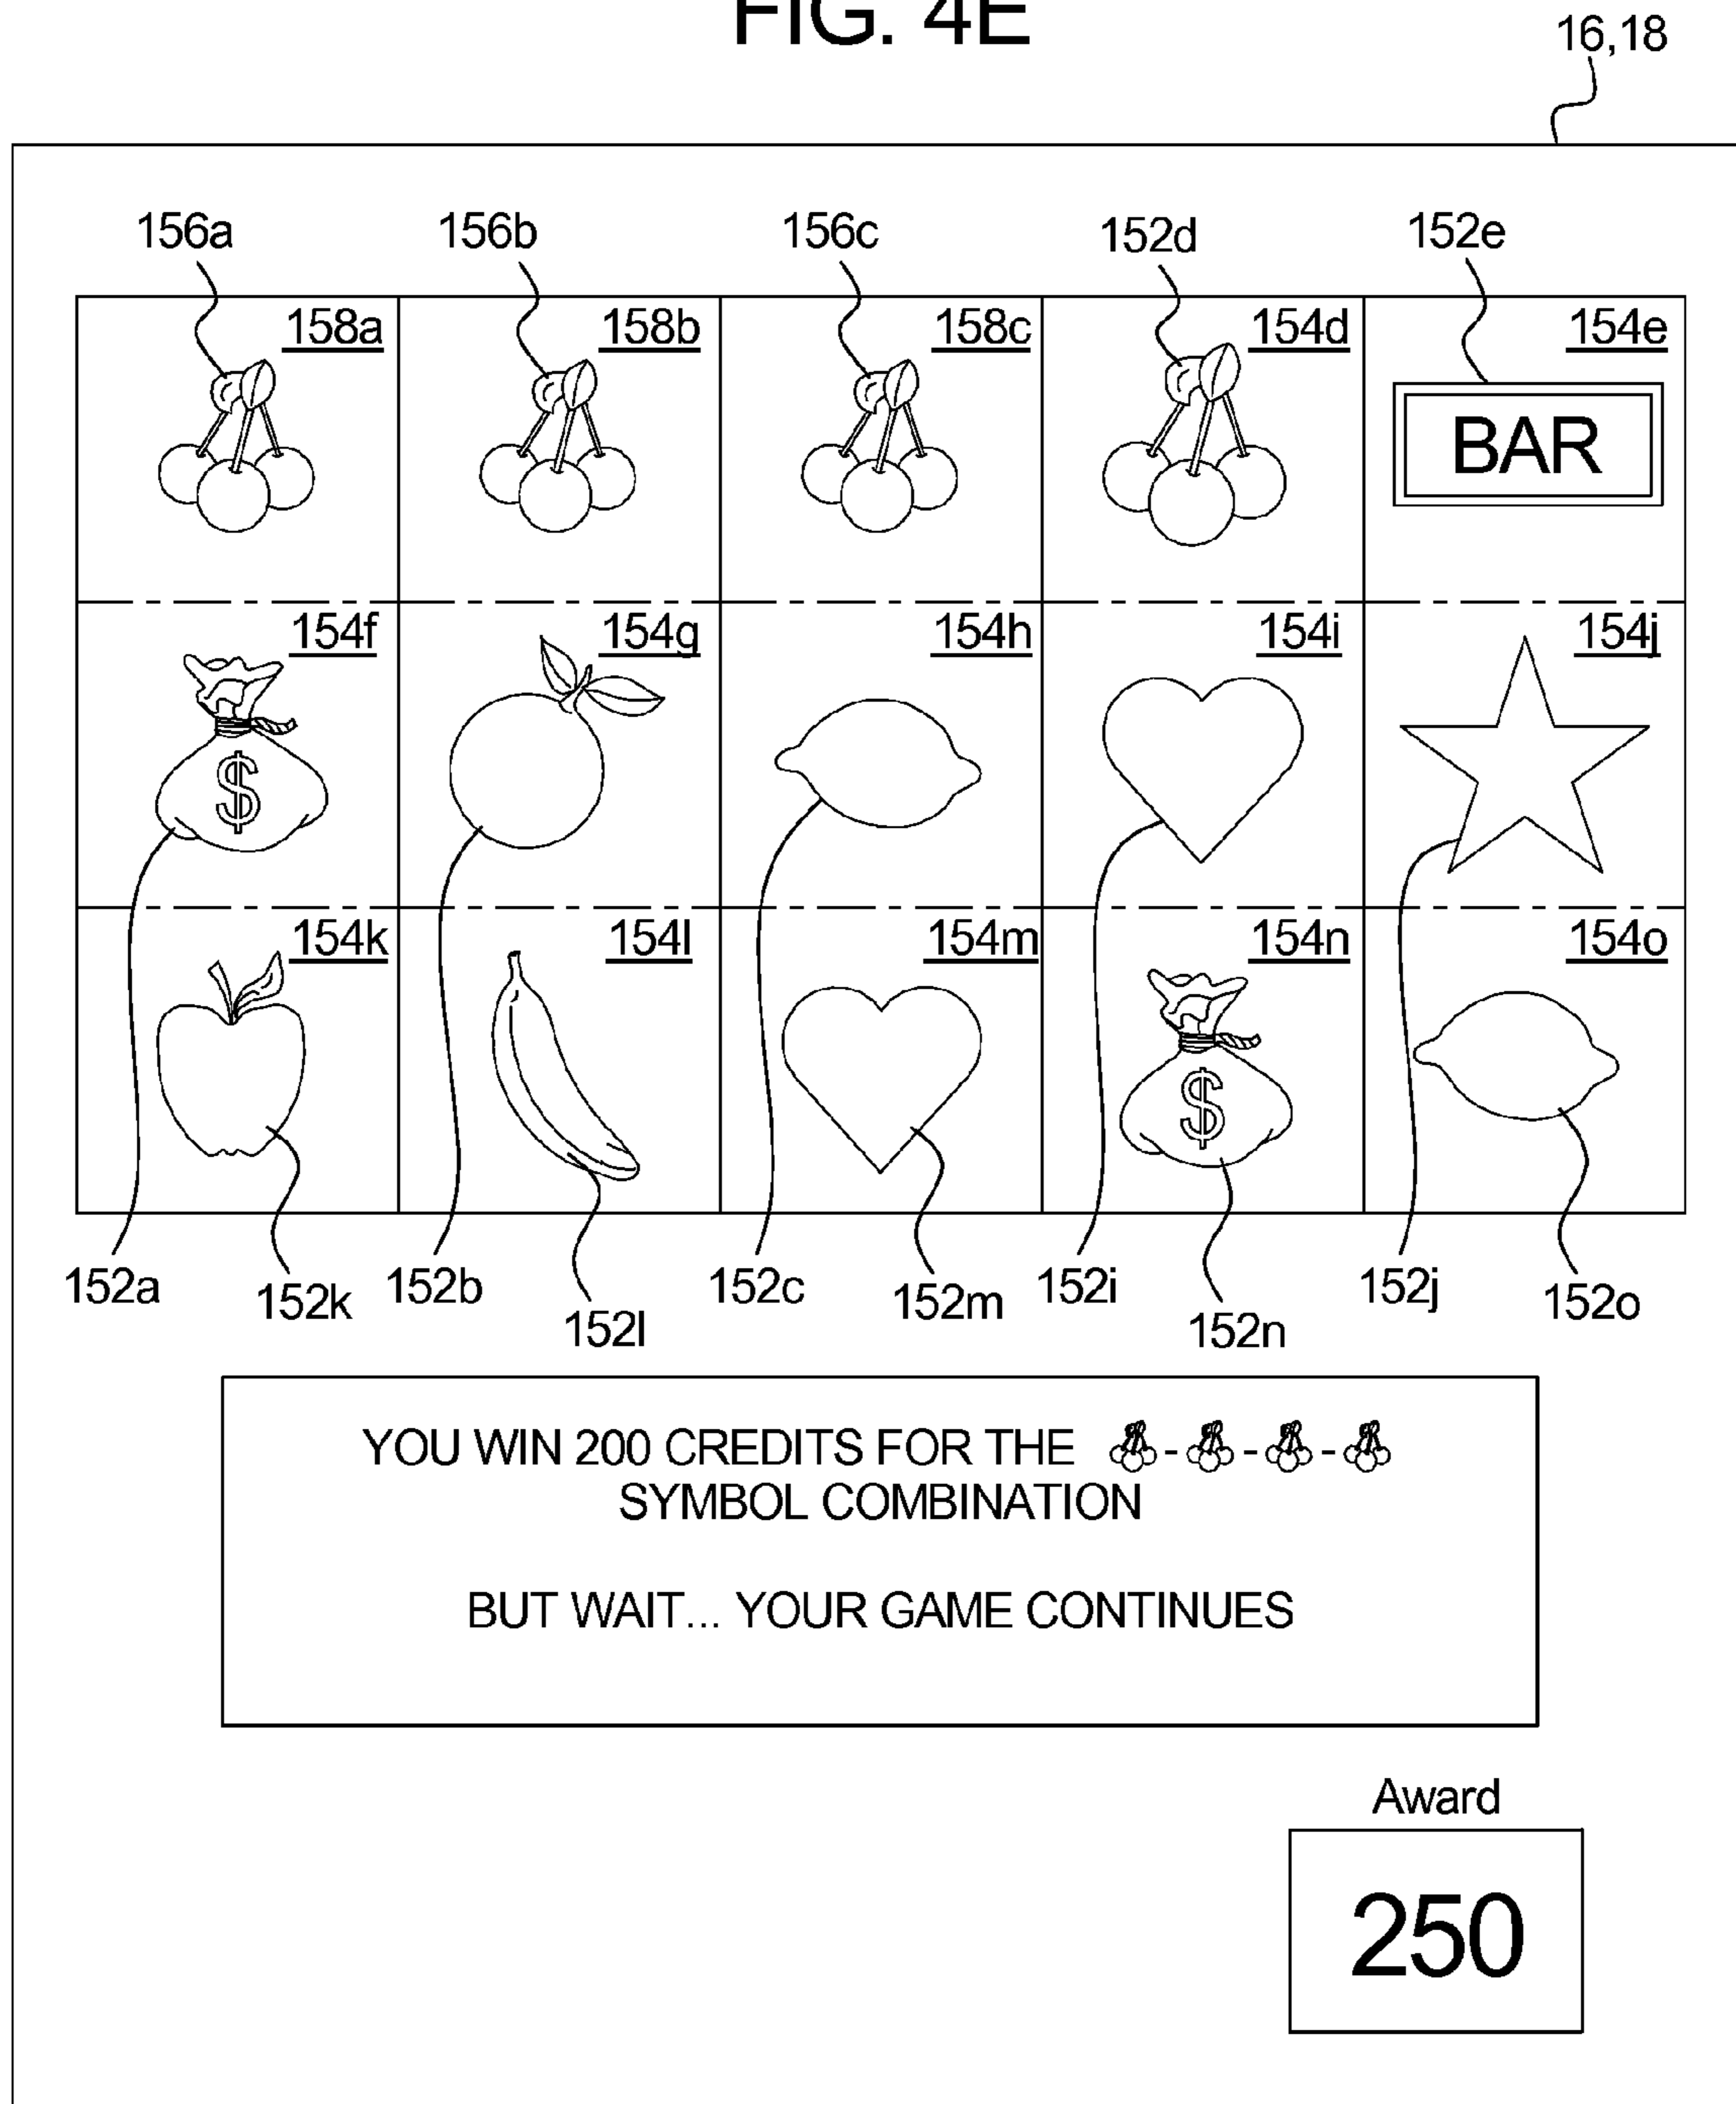 FIG. 4E
16,18
156a 156b 156c 152d 152e
158a 158b 158c 154d 154e
BAR
154f 154g 154h 154i 154j
$
154k 154l 154m 154n 154o
$
152a 152k 152b 152l 152c 152m 152i 152n 152j 152o
YOU WIN 200 CREDITS FOR THE - - -
SYMBOL COMBINATION
BUT WAIT... YOUR GAME CONTINUES
Award
250